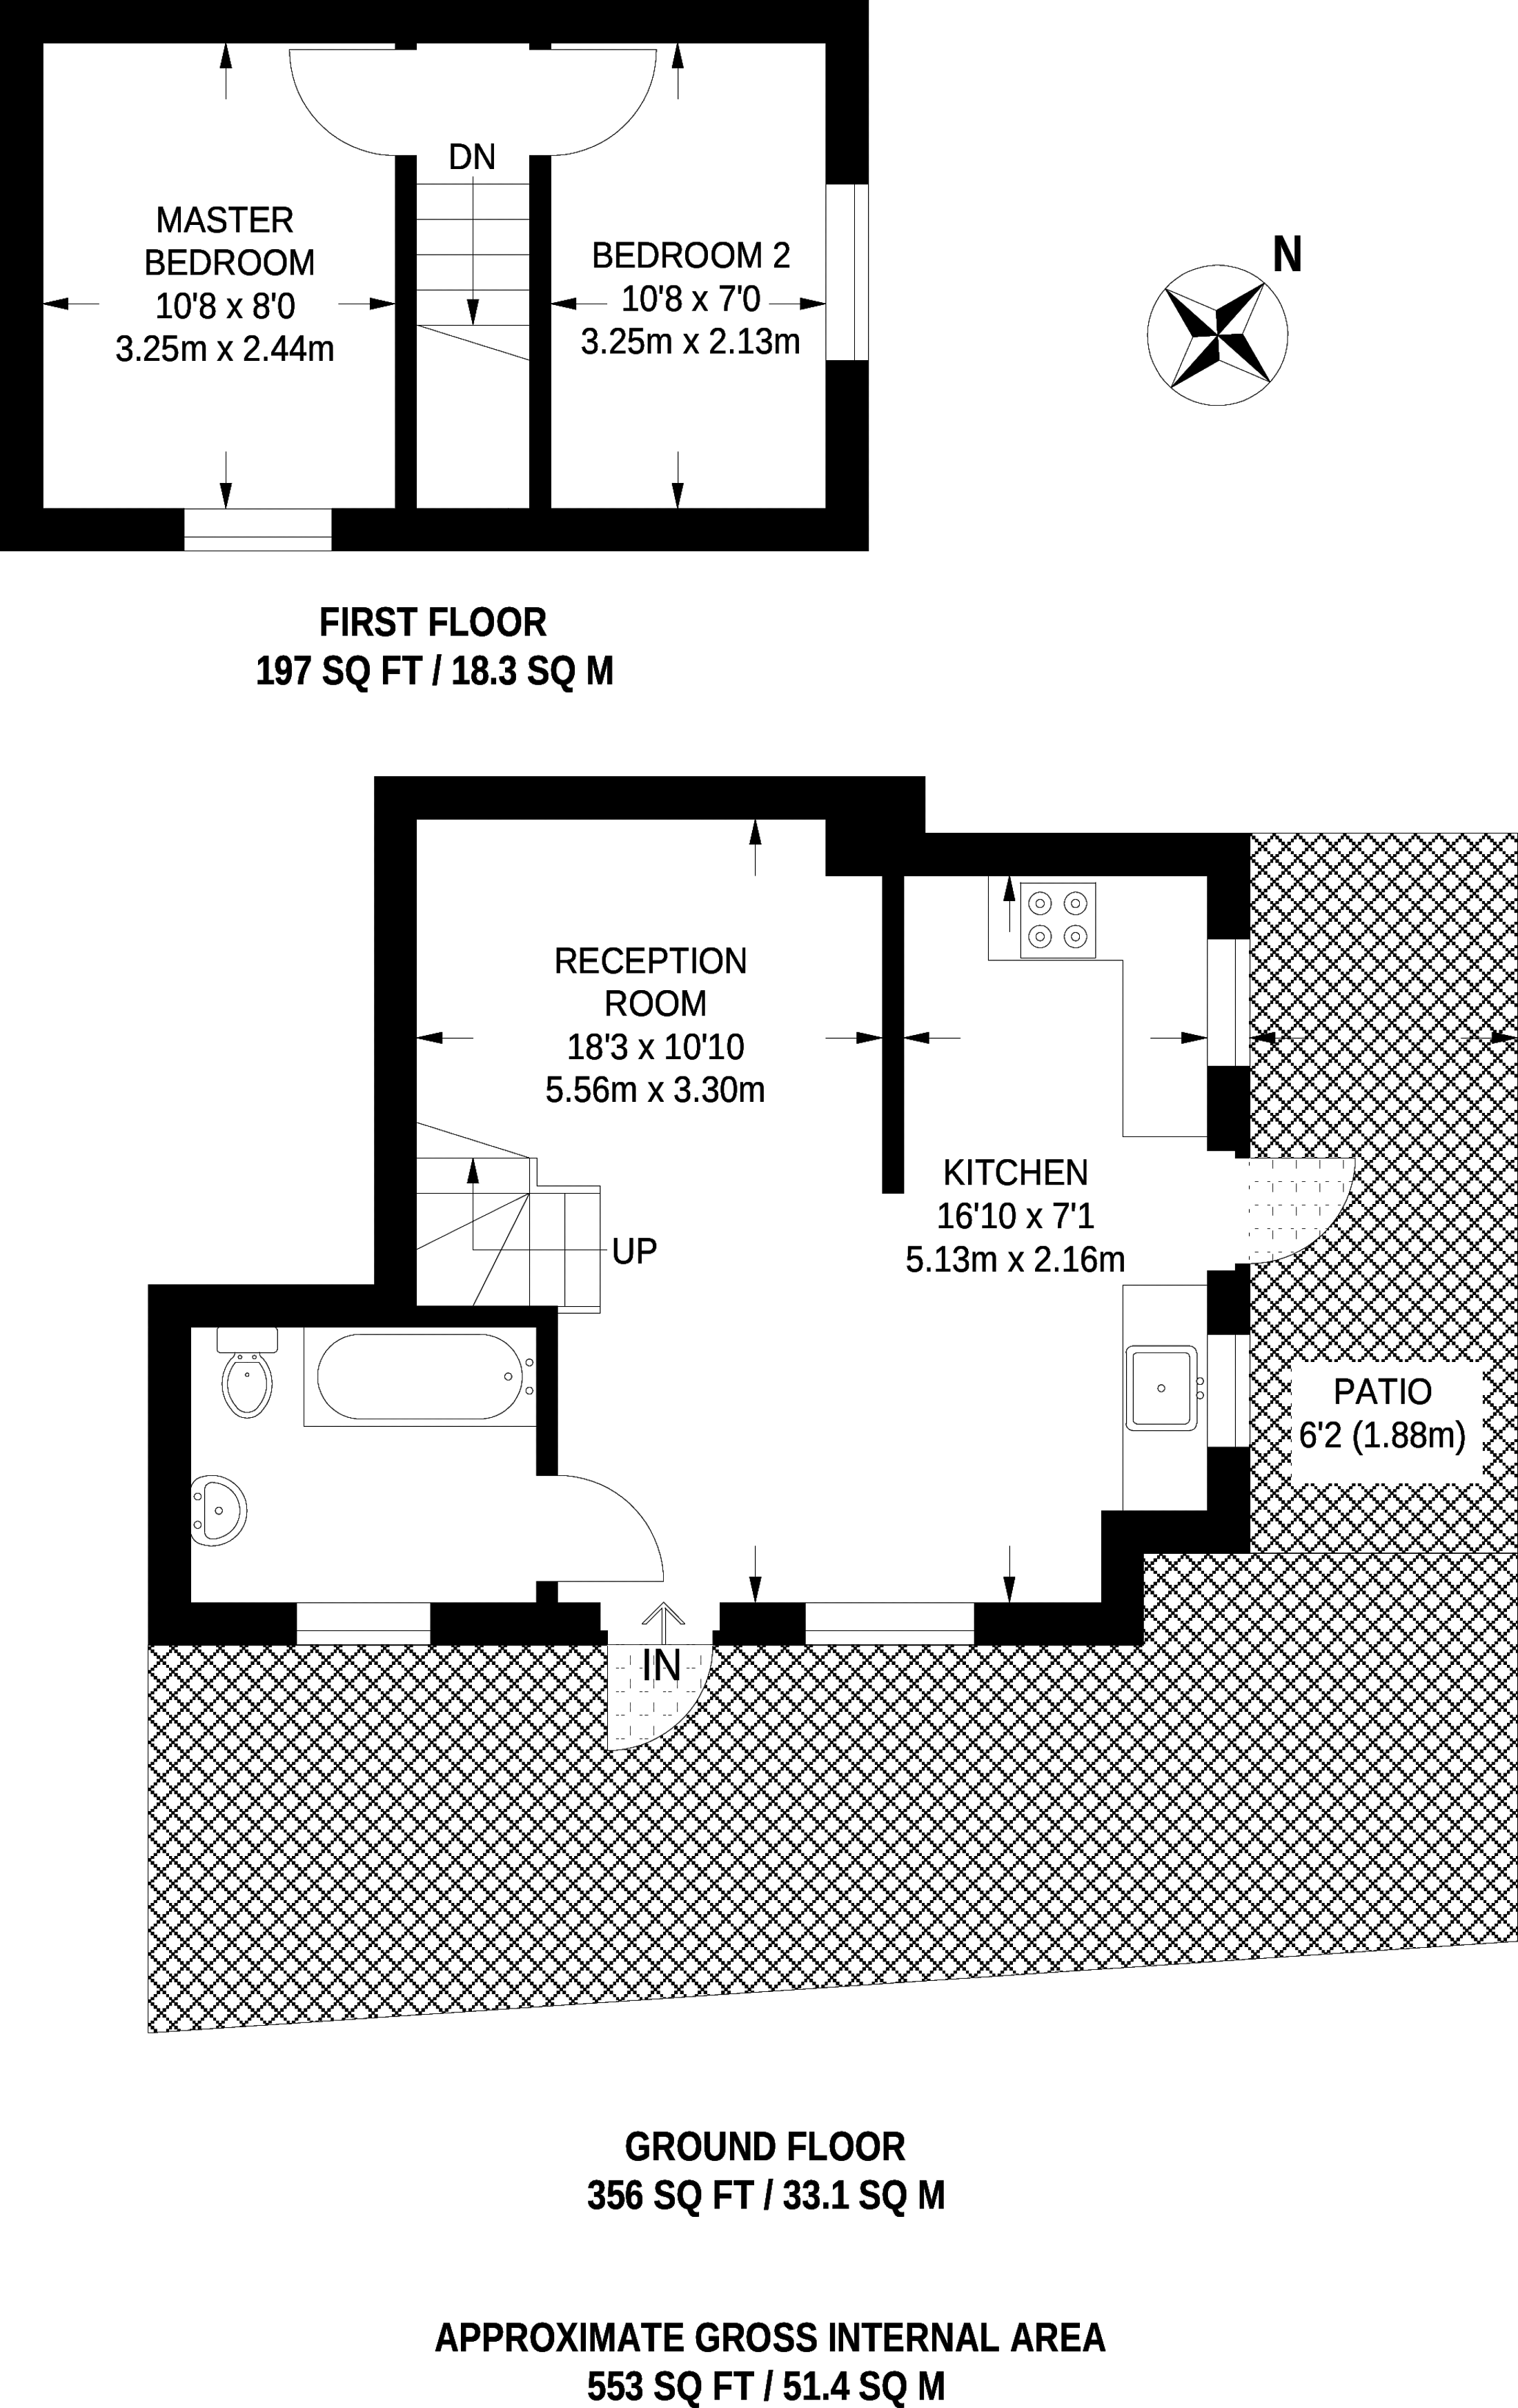 DN
MASTER
BEDROOM
10'8 x 8'0
3.25m x 2.44m
BEDROOM 2
10'8 x 7'0
3.25m x 2.13m
N
FIRST FLOOR
197 SQ FT / 18.3 SQ M
RECEPTION
ROOM
18'3 x 10'10
5.56m x 3.30m
KITCHEN
16'10 x 7'1
5.13m x 2.16m
UP
PATIO
6'2 (1.88m)
IN
GROUND FLOOR
356 SQ FT / 33.1 SQ M
APPROXIMATE GROSS INTERNAL AREA
553 SQ FT / 51.4 SQ M